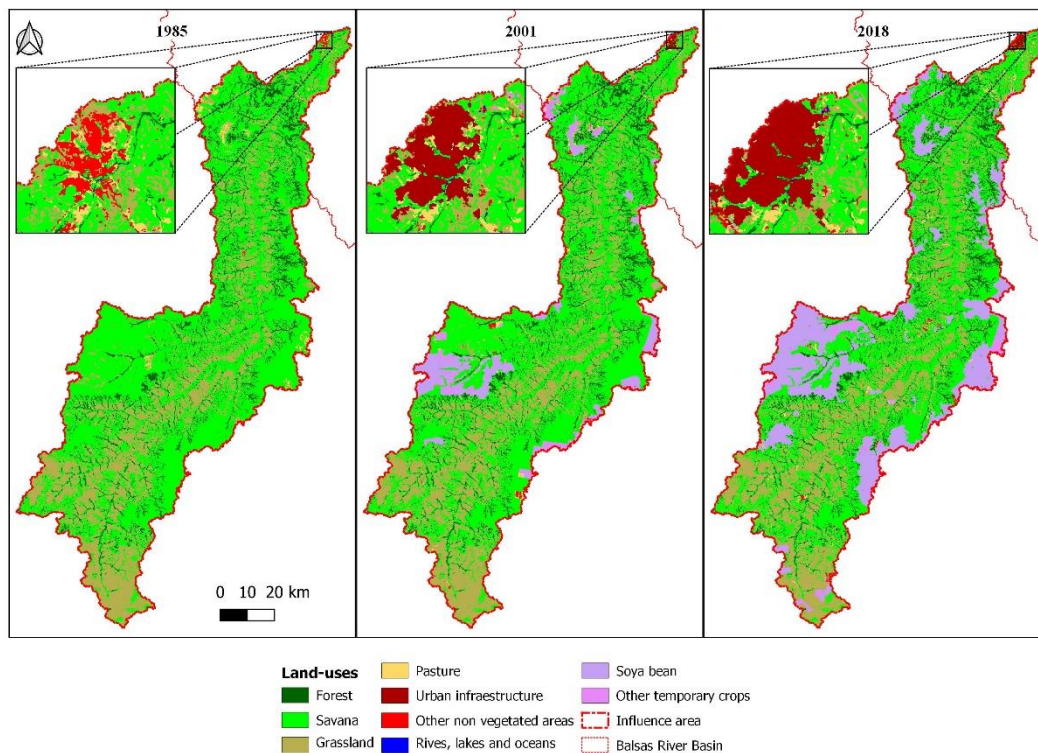 1985
2001
2018
0 10 20 km
Land-uses
Forest
Savana
Grassland
Pasture
Urban infraestructure
Other non vegetated areas
Rives, lakes and oceans
Soya bean
Other temporary crops
Influence area
Balsas River Basin